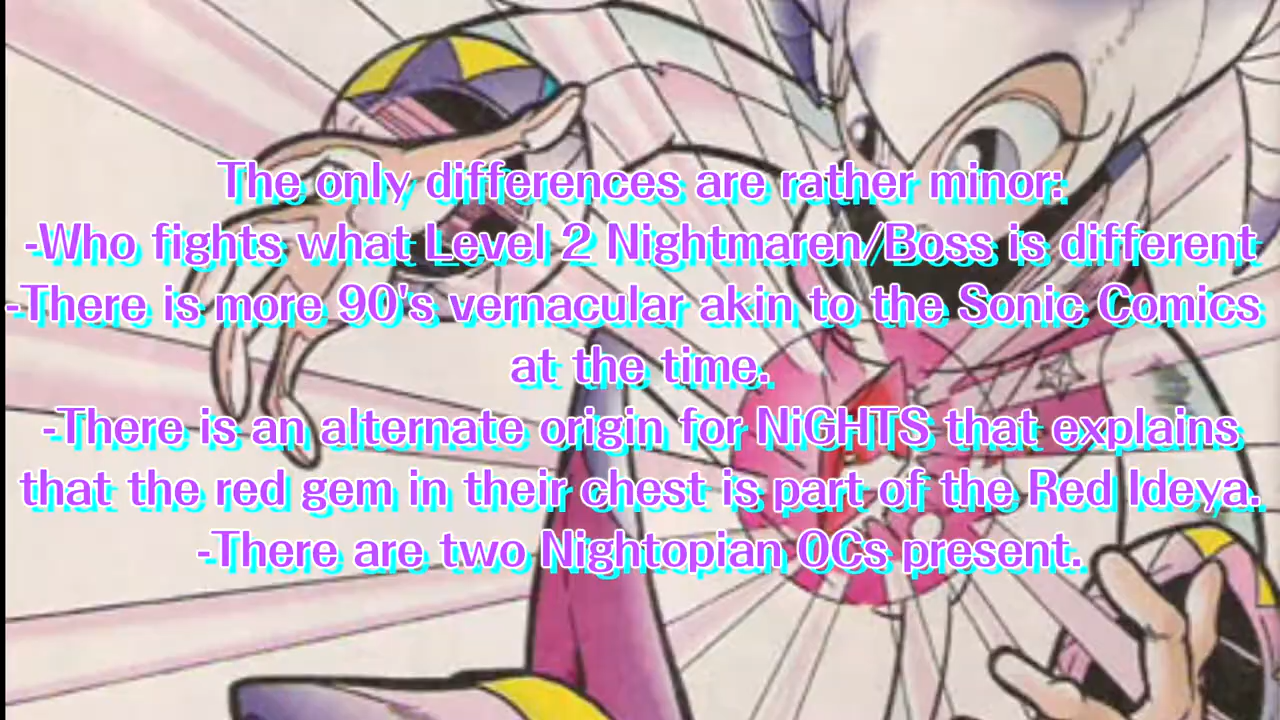 The only differences are rather minor:
-Who fights what Level 2 Nightmaren/Boss is different
-There is more 90's vernacular akin to the Sonic Comics
at the time.
-There is an alternate origin for NiGHTS that explains
that the red gem in their chest is part of the Red Ideya.
-There are two Nightopian OCs present.